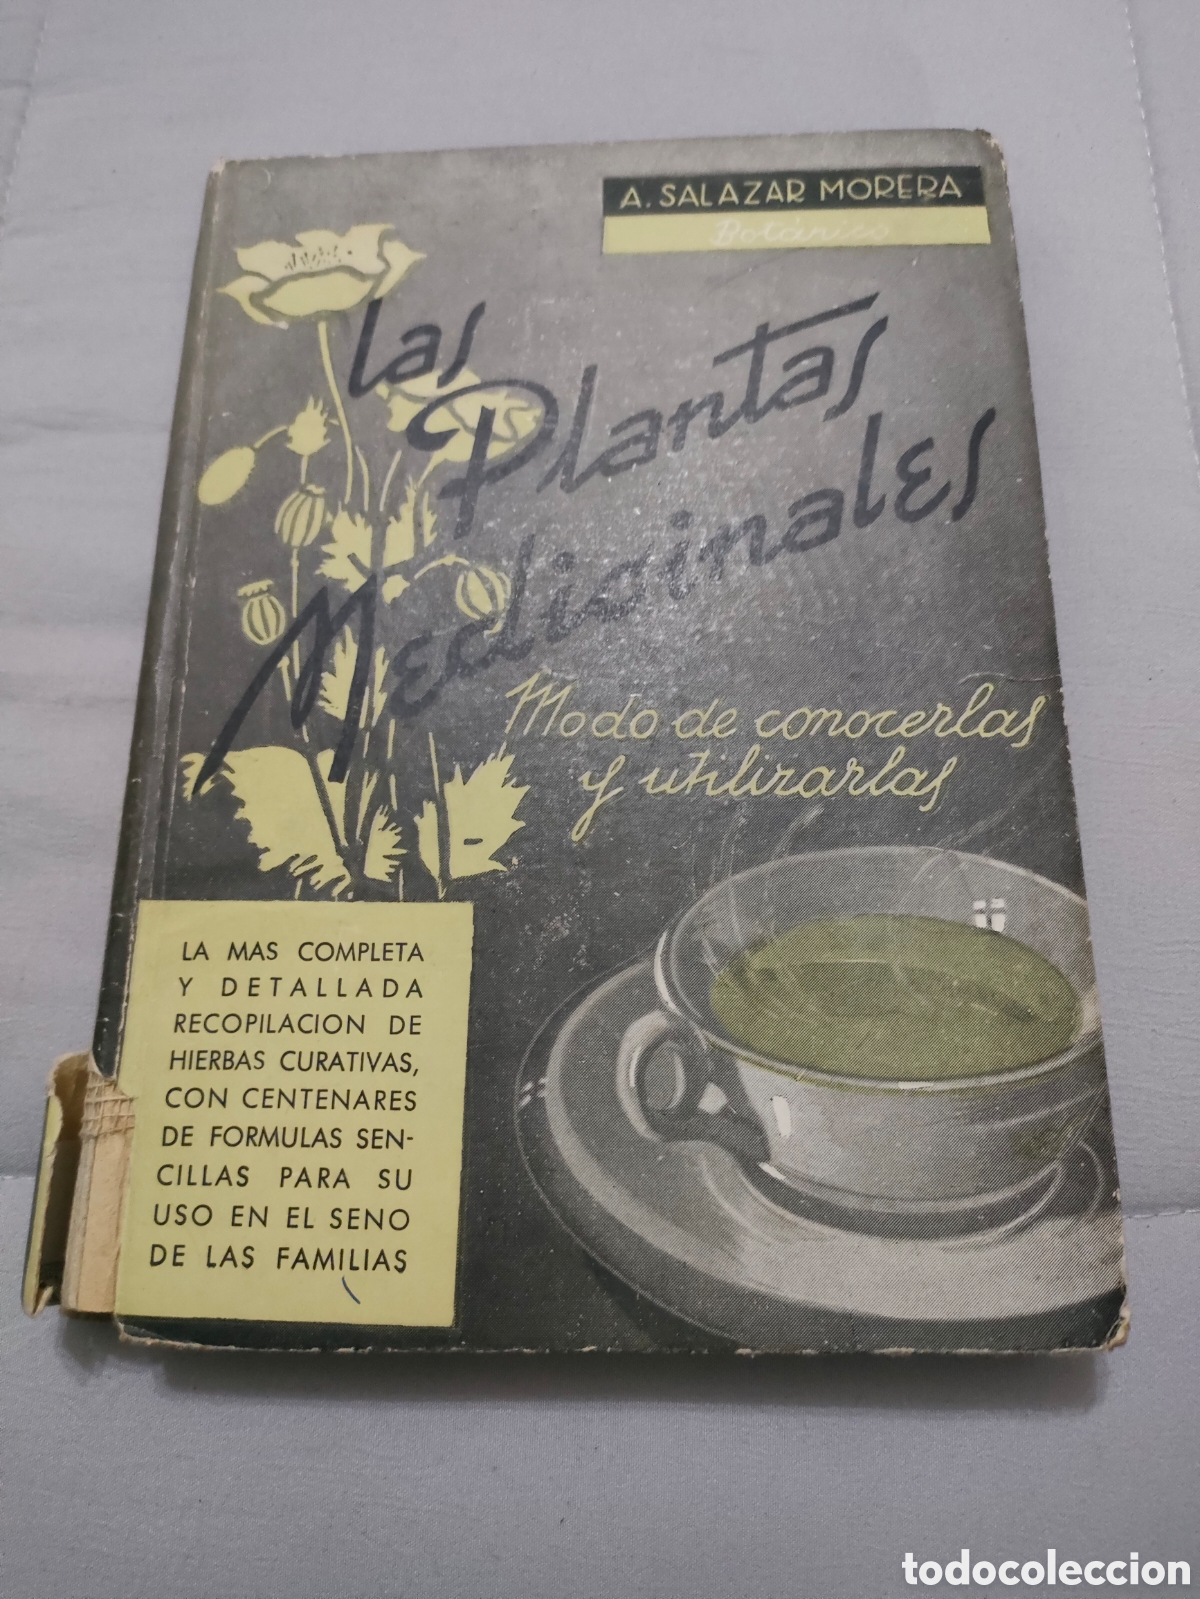 A. SALAZAR MORERA
Botánico
Las
Plantas
Medicinales
Modo de conocerlas
y utilizarlas
LA MAS COMPLETA
Y DETALLADA
RECOPILACION DE
HIERBAS CURATIVAS,
CON CENTENARES
DE FORMULAS SEN-
CILLAS PARA SU
USO EN EL SENO
DE LAS FAMILIAS
todocoleccion